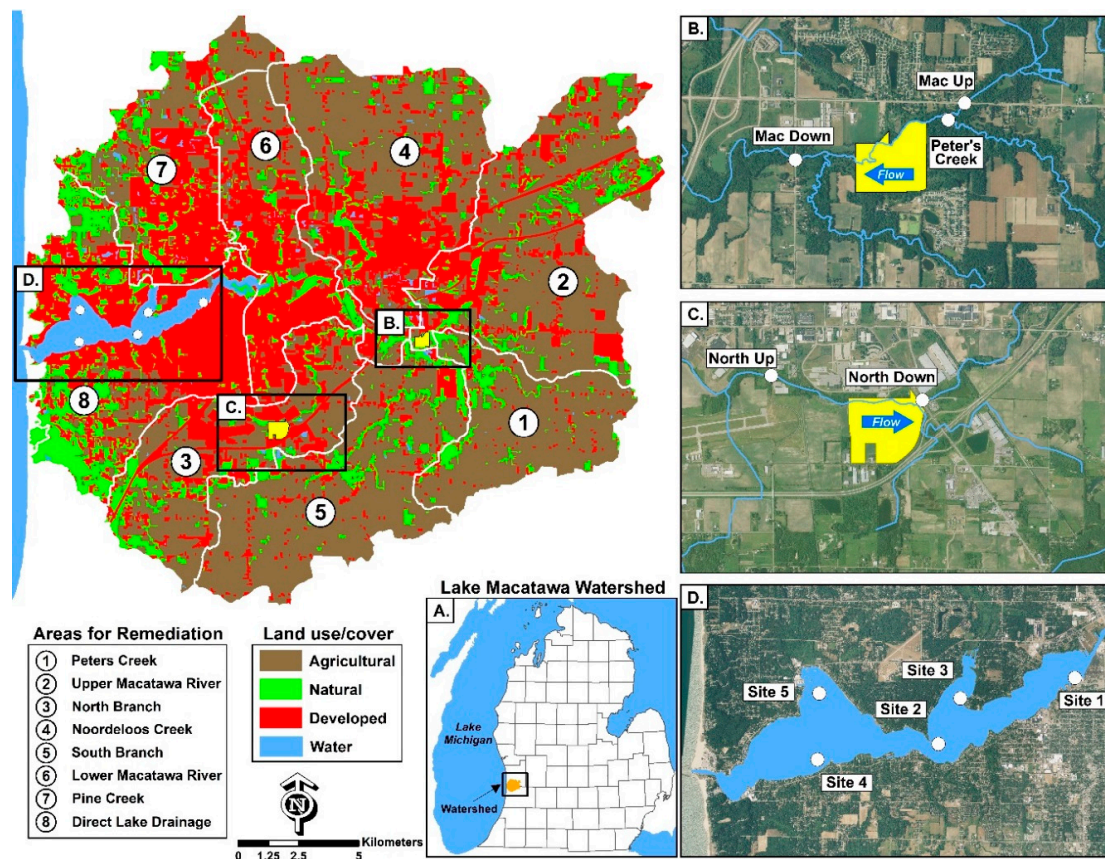 7
6
4
D.
2
B.
8
C.
1
3
5
Areas for Remediation
1 Peters Creek
2 Upper Macatawa River
3 North Branch
4 Noordeloos Creek
5 South Branch
6 Lower Macatawa River
7 Pine Creek
8 Direct Lake Drainage
Land use/cover
Agricultural
Natural
Developed
Water
N
Kilometers
0 1.25 2.5 5
Lake Macatawa Watershed
A.
Lake
Michigan
Watershed
B.
Mac Up
Mac Down
Peter's
Creek
Flow
C.
North Up
North Down
Flow
D.
Site 3
Site 5
Site 2
Site 1
Site 4